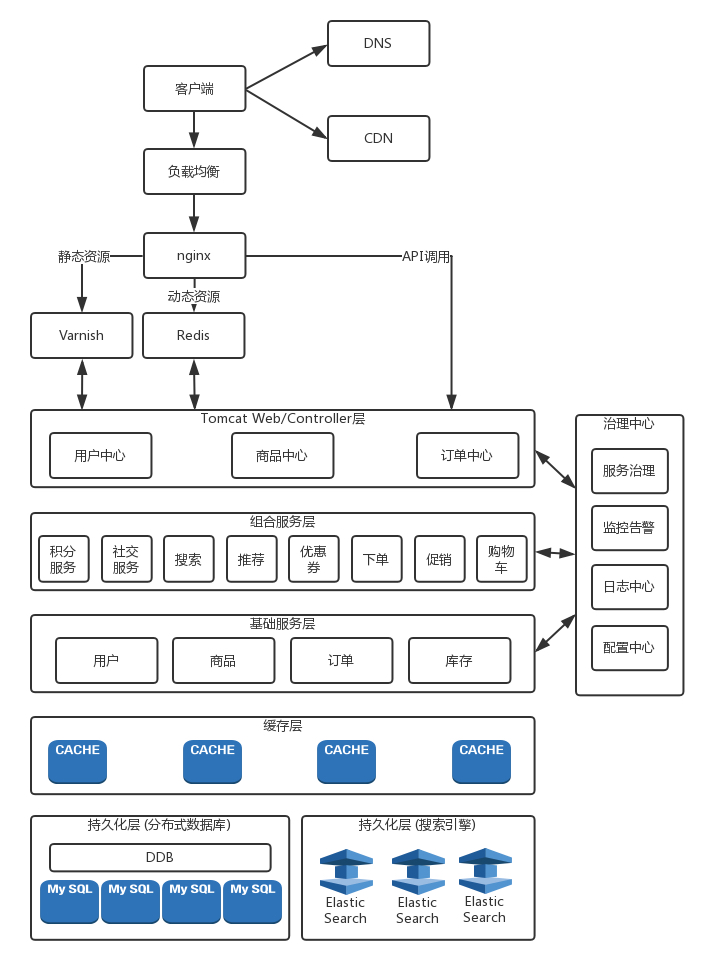 DNS
客户端
CDN
负载均衡
nginx
静态资源
API调用
动态资源
Varnish
Redis
Tomcat Web/Controller层
用户中心
商品中心
订单中心
治理中心
服务治理
监控告警
日志中心
配置中心
组合服务层
积分
服务
社交
服务
搜索
推荐
优惠
券
下单
促销
购物
车
基础服务层
用户
商品
订单
库存
缓存层
CACHE
CACHE
CACHE
CACHE
持久化层 (分布式数据库)
DDB
My SQL
My SQL
My SQL
My SQL
持久化层 (搜索引擎)
Elastic
Search
Elastic
Search
Elastic
Search